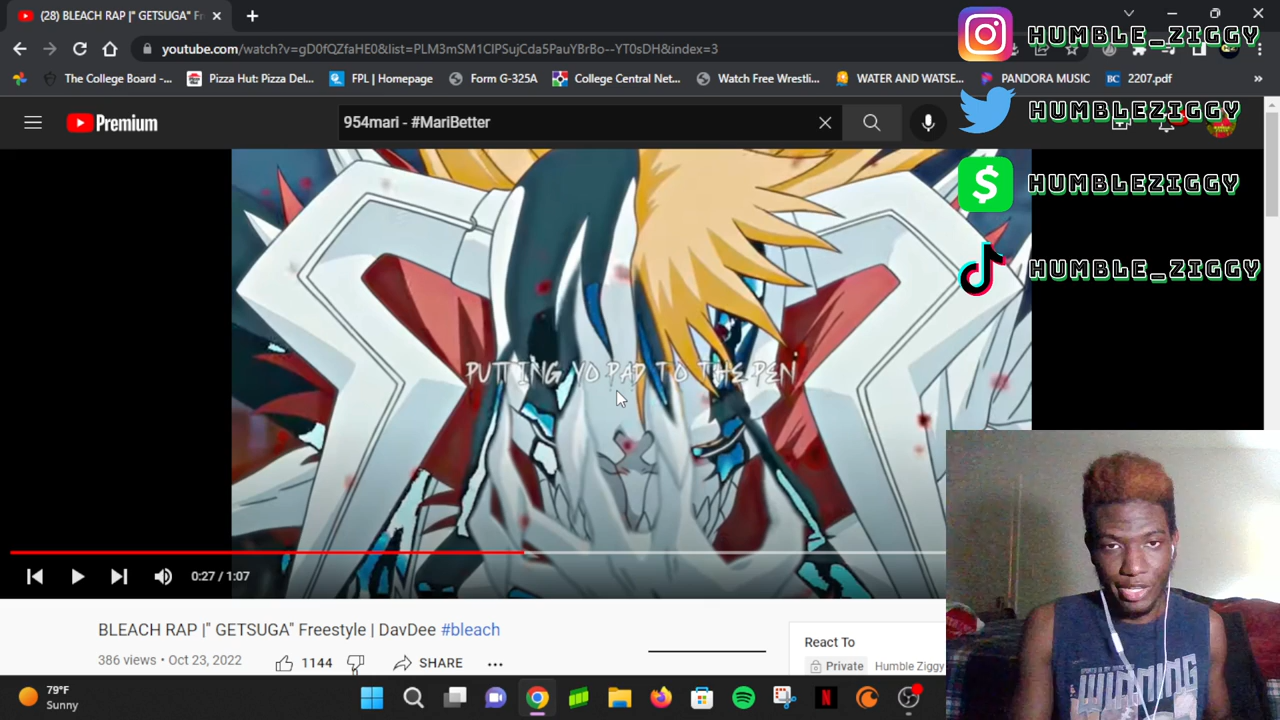 (28) BLEACH RAP |" GETSUGA" Fr
HUMBLE_ZIGGY
youtube.com/watch?v=gD0fQZfaHE0&list=PLM3mSM1CIPSujCda5PauYBrBo--YT0sDH&index=3
The College Board -...
Pizza Hut: Pizza Del...
FPL | Homepage
Form G-325A
College Central Net...
Watch Free Wrestli...
WATER AND WATSE...
PANDORA MUSIC
BC 2207.pdf
»
Premium
954mari - #MariBetter
HUMBLEZIGGY
$ HUMBLEZIGGY
HUMBLE_ZIGGY
PUTTING YO PAD TO THE PEN
0:27 / 1:07
BLEACH RAP |" GETSUGA" Freestyle | DavDee #bleach
386 views • Oct 23, 2022
1144
SHARE
...
React To
Private
Humble Ziggy
WINNING
79°F
Sunny
N